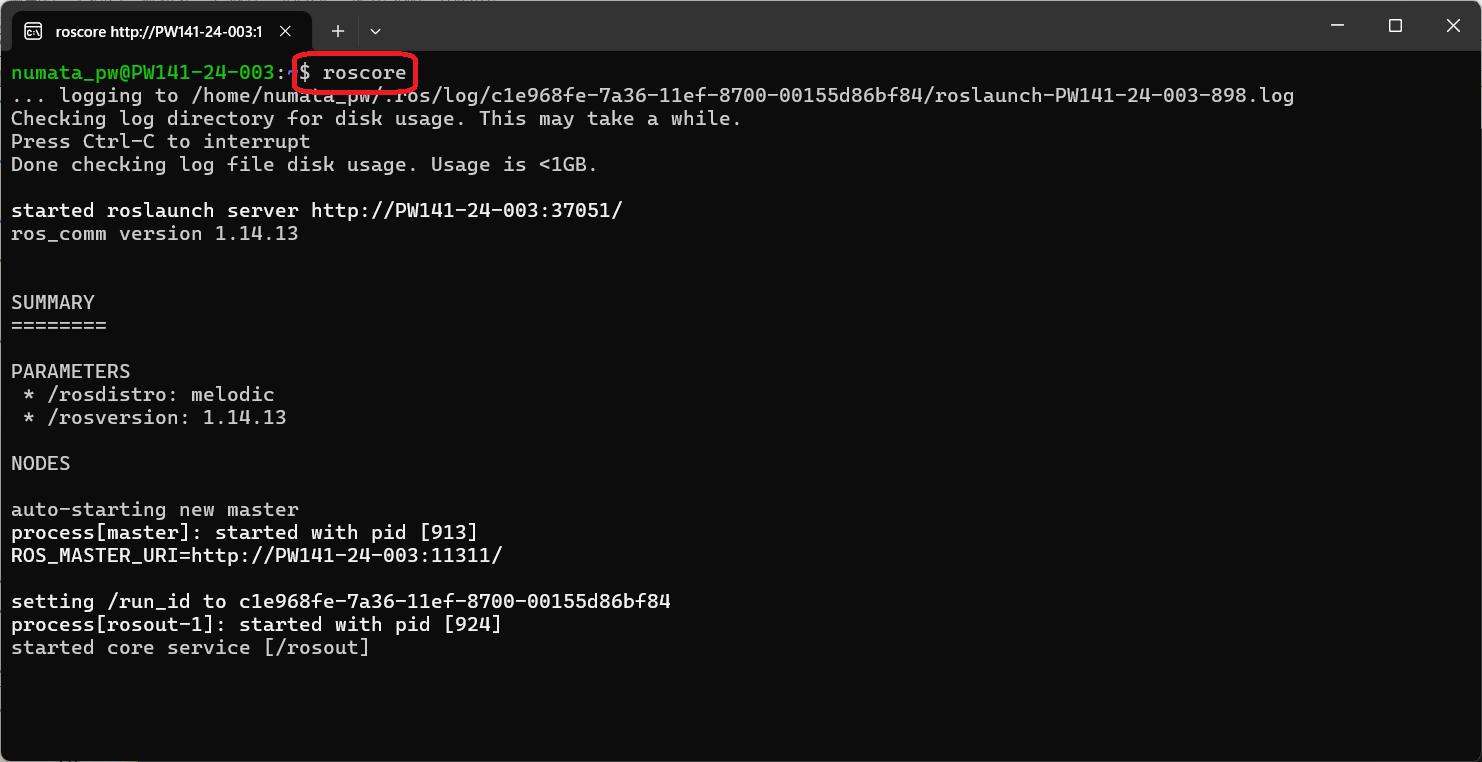 roscore http://PW141-24-003:1
numata_pw@PW141-24-003:~$ roscore
... logging to /home/numata_pw/.ros/log/c1e968fe-7a36-11ef-8700-00155d86bf84/roslaunch-PW141-24-003-898.log
Checking log directory for disk usage. This may take a while.
Press Ctrl-C to interrupt
Done checking log file disk usage. Usage is <1GB.
started roslaunch server http://PW141-24-003:37051/
ros_comm version 1.14.13
SUMMARY
========
PARAMETERS
* /rosdistro: melodic
* /rosversion: 1.14.13
NODES
auto-starting new master
process[master]: started with pid [913]
ROS_MASTER_URI=http://PW141-24-003:11311/
setting /run_id to c1e968fe-7a36-11ef-8700-00155d86bf84
process[rosout-1]: started with pid [924]
started core service [/rosout]